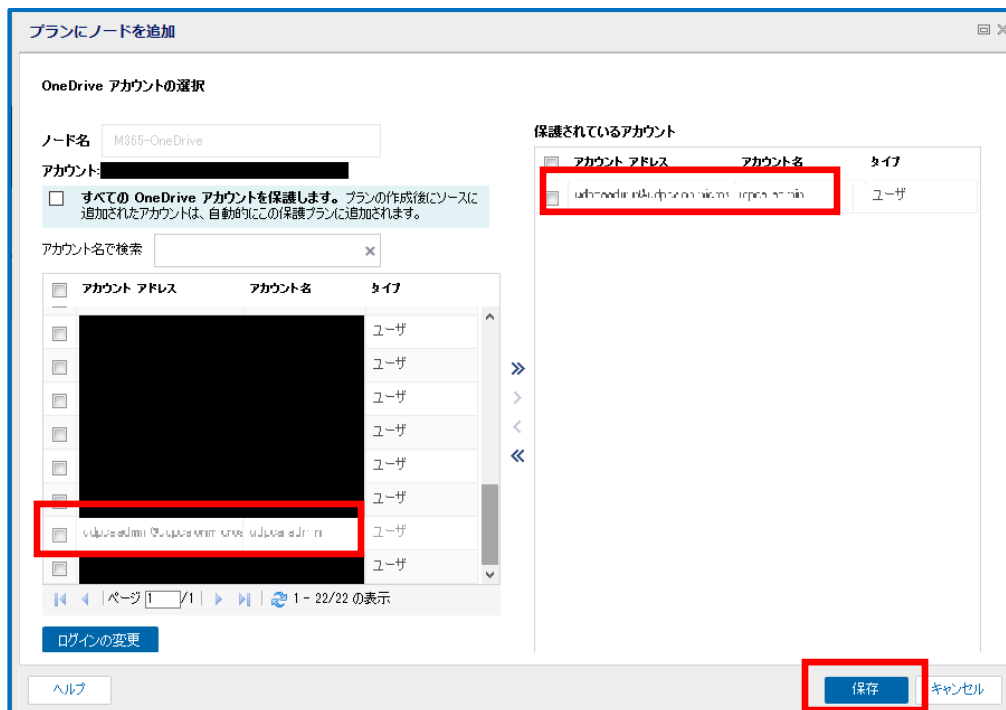 プランにノードを追加
OneDrive アカウントの選択
ノード名 M365-OneDrive
アカウント:
すべての OneDrive アカウントを保護します。プランの作成後にソースに
追加されたアカウントは、自動的にこの保護プランに追加されます。
アカウント名で検索
アカウント アドレス アカウント名 タイプ
ユーザ
ユーザ
ユーザ
ユーザ
ユーザ
ユーザ
ユーザ
ユーザ
ページ 1 /1 1 - 22/22 の表示
ログインの変更
保護されているアカウント
アカウント アドレス アカウント名 タイプ
ユーザ
ヘルプ
保存
キャンセル